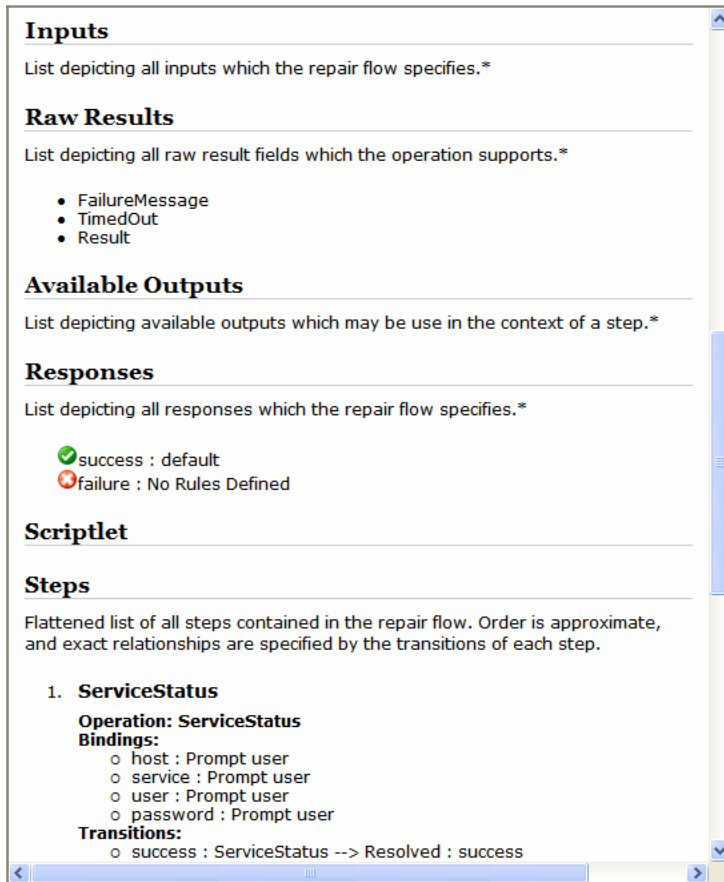 Inputs
List depicting all inputs which the repair flow specifies.*
Raw Results
List depicting all raw result fields which the operation supports.*
• FailureMessage
• TimedOut
• Result
Available Outputs
List depicting available outputs which may be use in the context of a step.*
Responses
List depicting all responses which the repair flow specifies.*
success : default
failure : No Rules Defined
Scriptlet
Steps
Flattened list of all steps contained in the repair flow. Order is approximate,
and exact relationships are specified by the transitions of each step.
1. ServiceStatus
Operation: ServiceStatus
Bindings:
o host : Prompt user
o service : Prompt user
o user : Prompt user
o password : Prompt user
Transitions:
o success : ServiceStatus --> Resolved : success